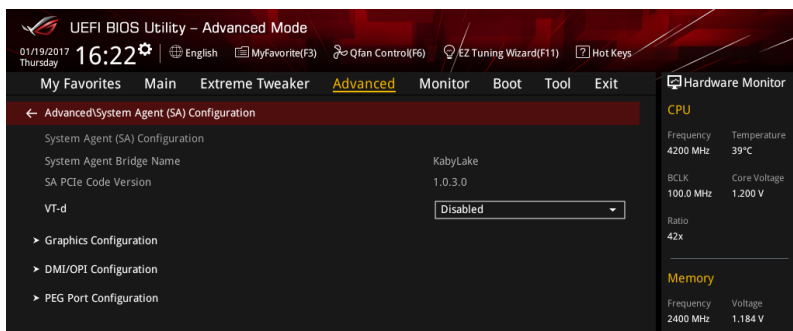 UEFI BIOS Utility – Advanced Mode
01/19/2017 Thursday 16:22 English MyFavorite(F3) Qfan Control(F6) EZ Tuning Wizard(F11) ? Hot Keys
My Favorites Main Extreme Tweaker Advanced Monitor Boot Tool Exit
Hardware Monitor
← Advanced\System Agent (SA) Configuration
System Agent (SA) Configuration
System Agent Bridge Name KabyLake
SA PCIe Code Version 1.0.3.0
VT-d Disabled
> Graphics Configuration
> DMI/OPI Configuration
> PEG Port Configuration
CPU
Frequency Temperature
4200 MHz 39°C
BCLK Core Voltage
100.0 MHz 1.200 V
Ratio
42x
Memory
Frequency Voltage
2400 MHz 1.184 V